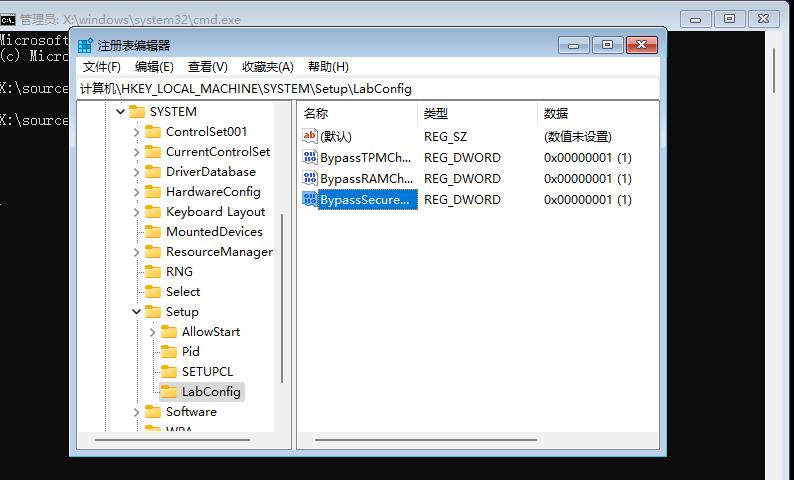 管理员: X:\windows\system32\cmd.exe
Microsoft
(c) Micro
X:\source
X:\source
注册表编辑器
文件(F) 编辑(E) 查看(V) 收藏夹(A) 帮助(H)
计算机\HKEY_LOCAL_MACHINE\SYSTEM\Setup\LabConfig
SYSTEM
ControlSet001
CurrentControlSet
DriverDatabase
HardwareConfig
Keyboard Layout
MountedDevices
ResourceManager
RNG
Select
Setup
AllowStart
Pid
SETUPCL
LabConfig
Software
WPA
名称 类型 数据
(默认) REG_SZ (数值未设置)
BypassTPMCh... REG_DWORD 0x00000001 (1)
BypassRAMCh... REG_DWORD 0x00000001 (1)
BypassSecure... REG_DWORD 0x00000001 (1)